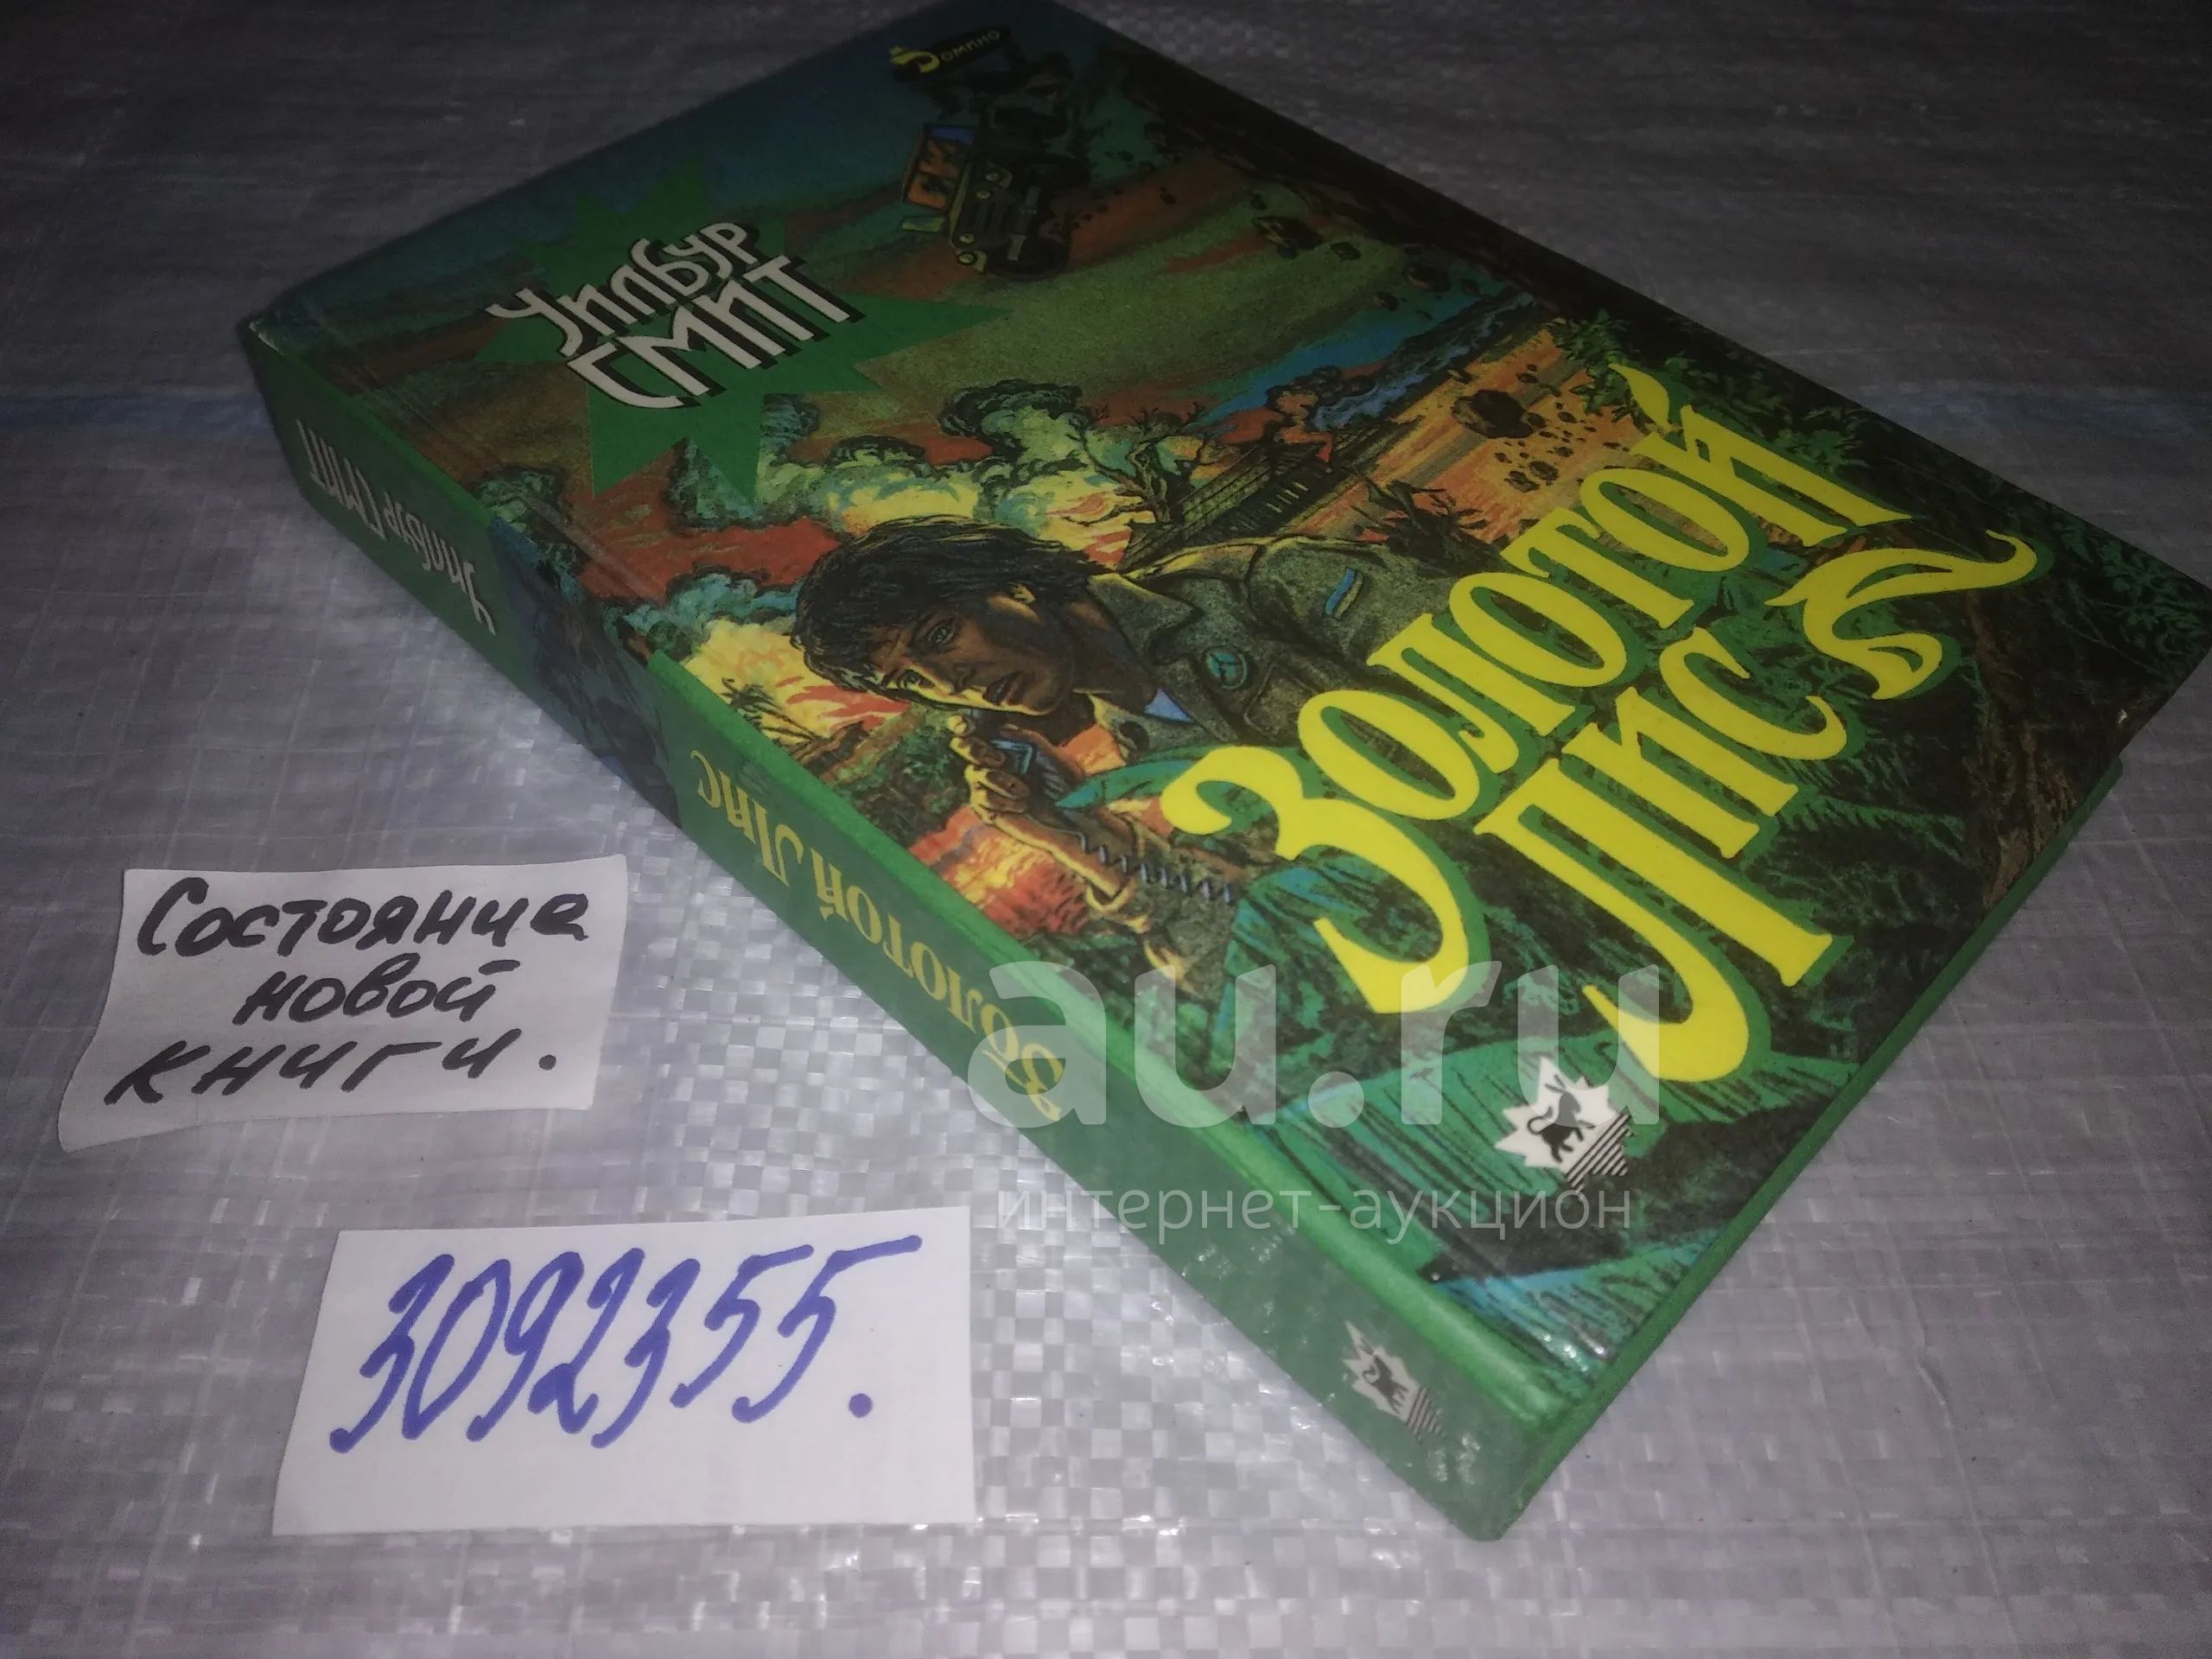 Домино
Уилбур
СМИТ
Золотой
Лис
Уилбур СМИТ
Золотой Лис
Состояние
новой
книги.
3092355.
au.ru
интернет-аукцион